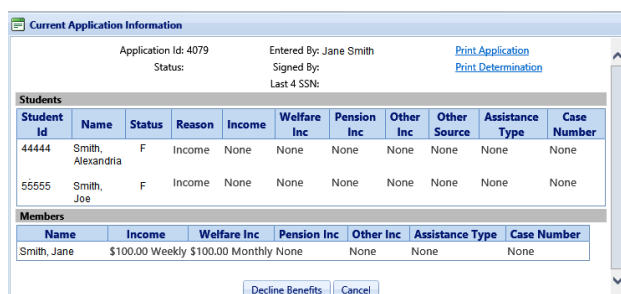 Current Application Information
Application Id: 4079 Entered By: Jane Smith Print Application
Status: Signed By: Print Determination
Last 4 SSN:
Students
Student Id Name Status Reason Income Welfare Inc Pension Inc Other Inc Other Source Assistance Type Case Number
44444 Smith, Alexandria F Income None None None None None None None
55555 Smith, Joe F Income None None None None None None None
Members
Name Income Welfare Inc Pension Inc Other Inc Assistance Type Case Number
Smith, Jane $100.00 Weekly $100.00 Monthly None None None None
Decline Benefits Cancel